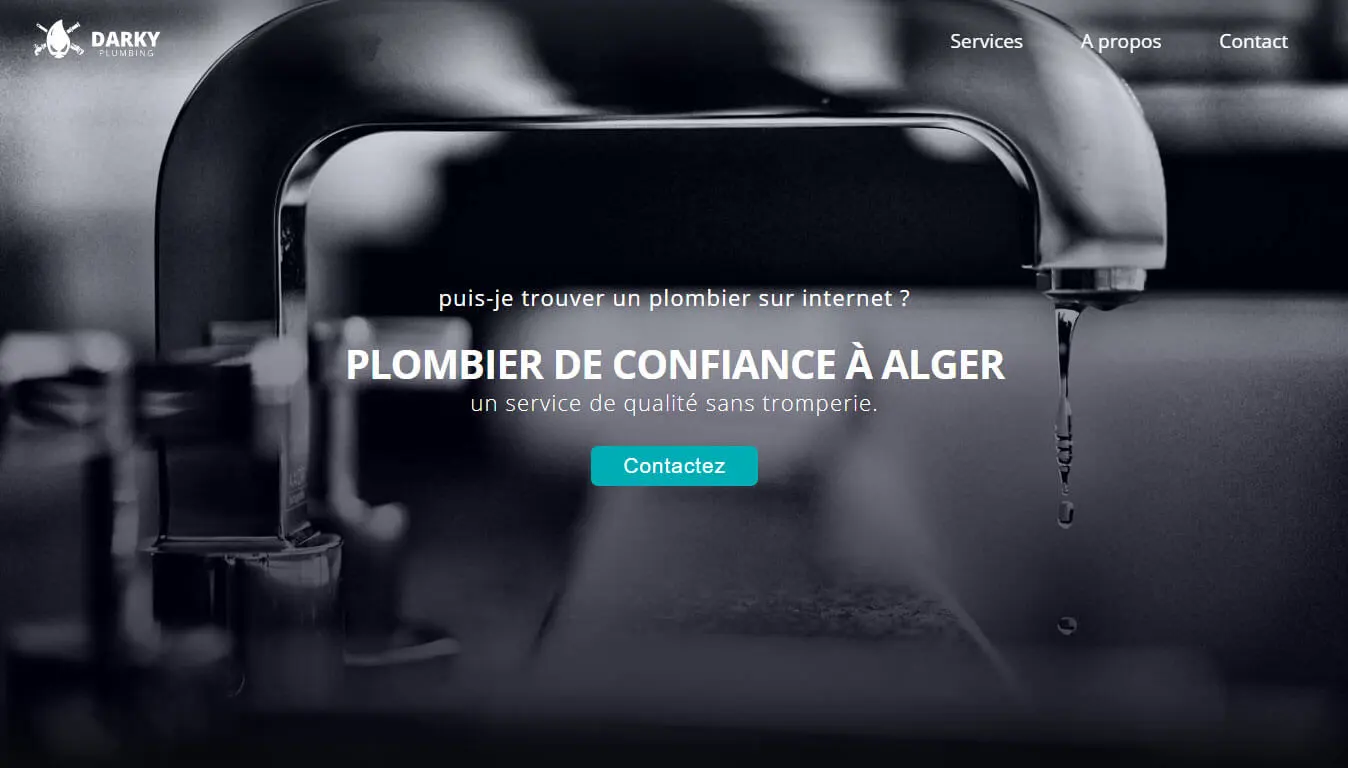 DARKY
PLUMBING
Services
A propos
Contact
puis-je trouver un plombier sur internet ?
PLOMBIER DE CONFIANCE À ALGER
un service de qualité sans tromperie.
Contactez